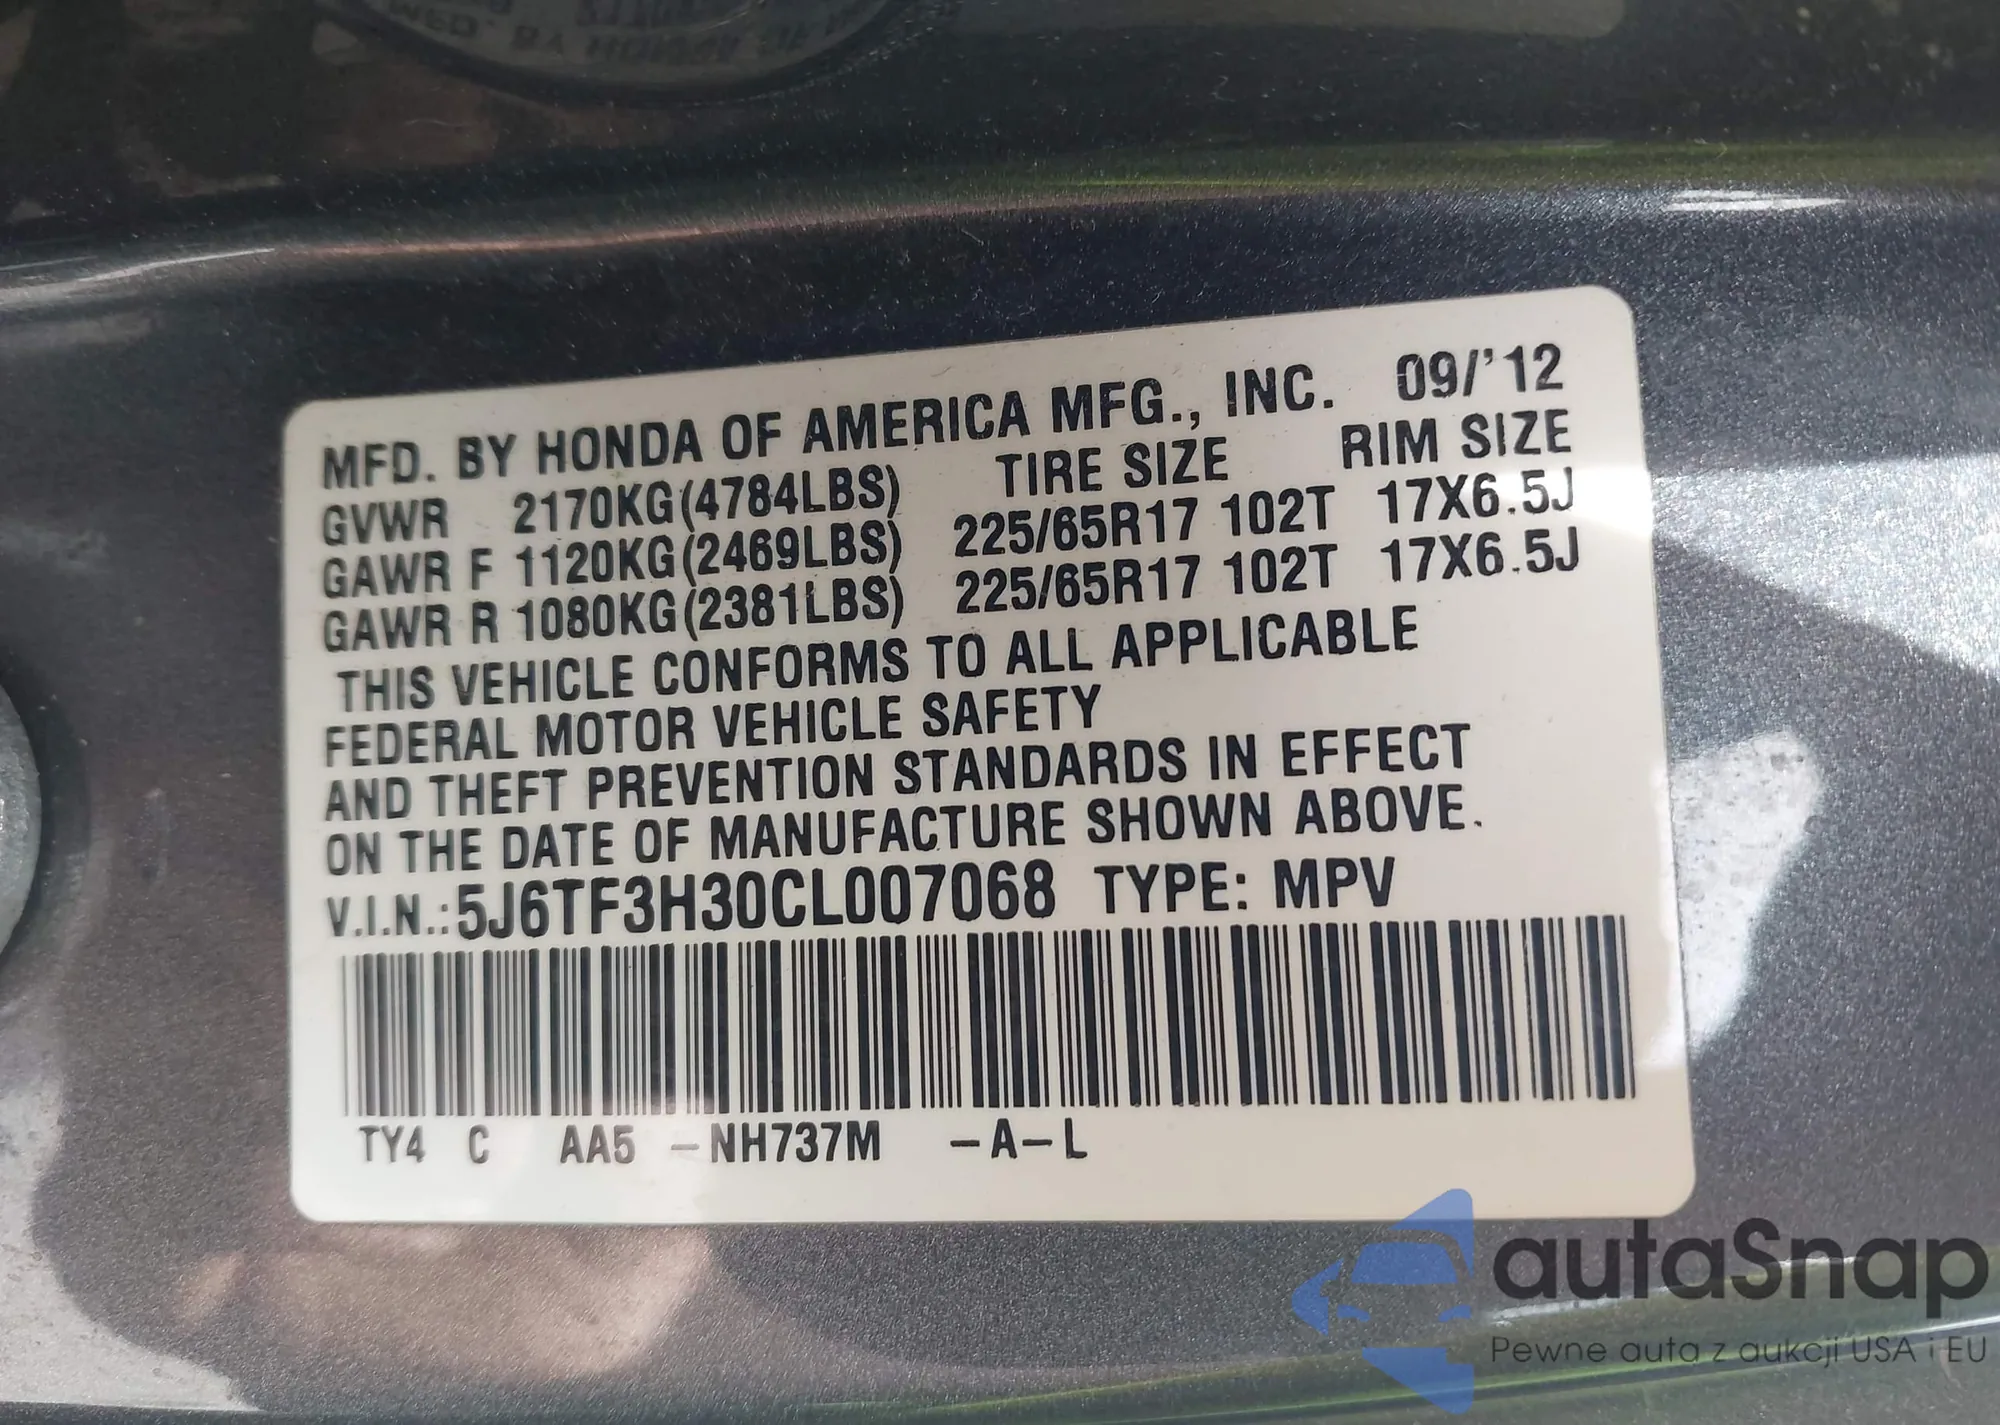 MFD. BY HONDA OF AMERICA MFG., INC. 09/'12
TIRE SIZE RIM SIZE
GVWR 2170KG(4784LBS)
GAWR F 1120KG(2469LBS) 225/65R17 102T 17X6.5J
GAWR R 1080KG(2381LBS) 225/65R17 102T 17X6.5J
THIS VEHICLE CONFORMS TO ALL APPLICABLE
FEDERAL MOTOR VEHICLE SAFETY
AND THEFT PREVENTION STANDARDS IN EFFECT
ON THE DATE OF MANUFACTURE SHOWN ABOVE.
V.I.N.:5J6TF3H30CL007068 TYPE: MPV
TY4 C AA5 -NH737M -A-L
autaSnap
Pewne auta z aukcji USA i EU